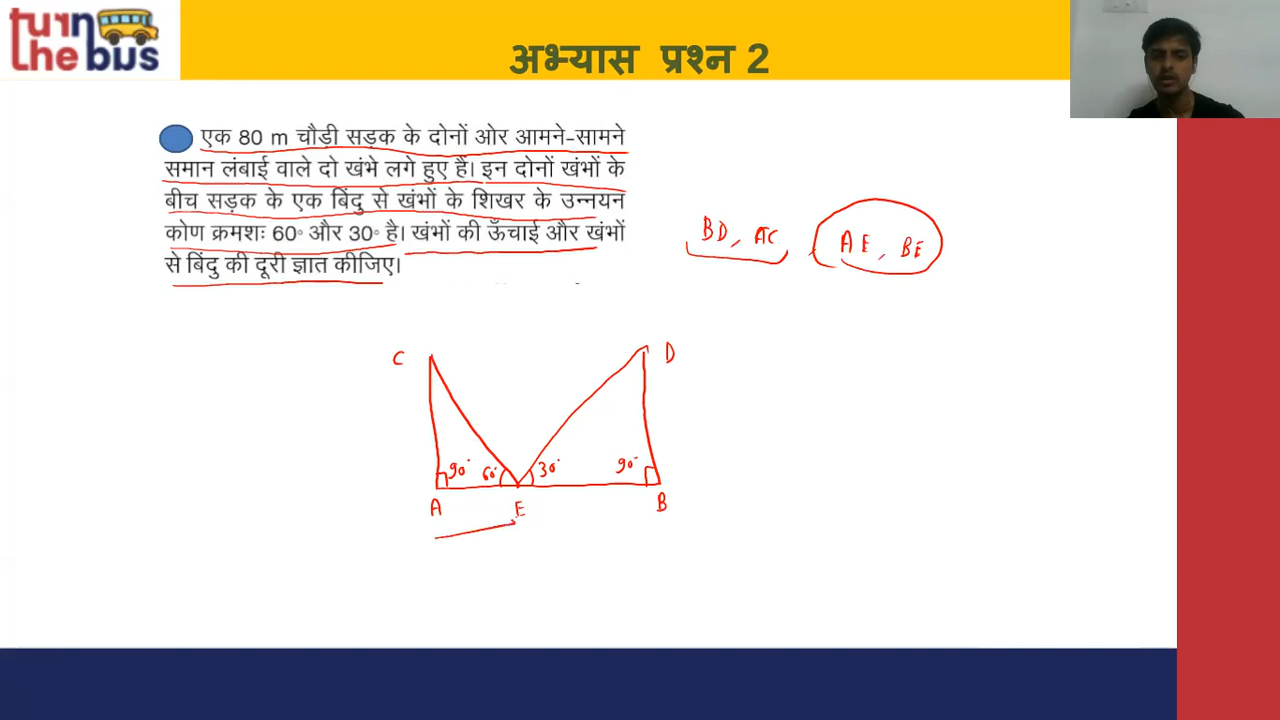 turn
the bus
अभ्यास प्रश्न 2
एक 80 m चौड़ी सड़क के दोनों ओर आमने-सामने
समान लंबाई वाले दो खंभे लगे हुए हैं। इन दोनों खंभों के
बीच सड़क के एक बिंदु से खंभों के शिखर के उन्नयन
कोण क्रमशः 60° और 30° है। खंभों की ऊँचाई और खंभों
से बिंदु की दूरी ज्ञात कीजिए।
BD, AC, AE, BE
C D
90° 60° 30° 90°
A E B